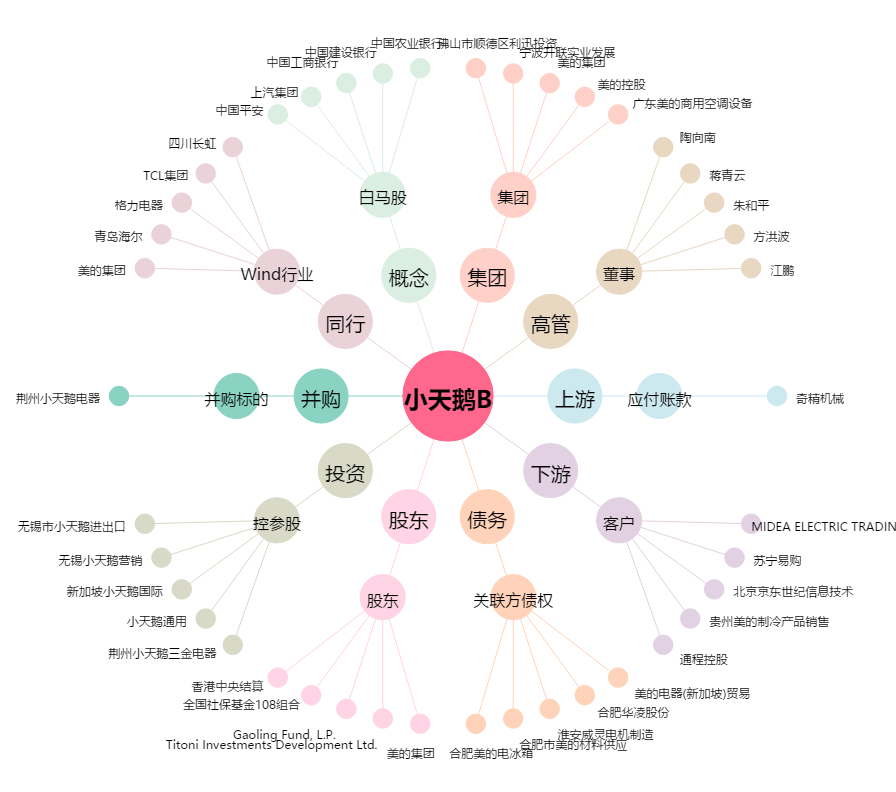 中国农业银行
佛山市顺德区利迅投资
中国建设银行
宁波开联实业发展
中国工商银行
美的集团
上汽集团
美的控股
中国平安
广东美的商用空调设备
四川长虹
陶向南
TCL集团
蒋青云
格力电器
朱和平
青岛海尔
方洪波
美的集团
江鹏
白马股
集团
Wind行业
董事
概念
集团
同行
高管
荆州小天鹅电器
并购标的
并购
小天鹅B
上游
应付账款
奇精机械
投资
下游
股东
债务
控参股
客户
无锡市小天鹅进出口
MIDEA ELECTRIC TRADIN
无锡小天鹅营销
苏宁易购
新加坡小天鹅国际
北京京东世纪信息技术
股东
关联方债权
小天鹅通用
贵州美的制冷产品销售
荆州小天鹅三金电器
通程控股
香港中央结算
美的电器(新加坡)贸易
全国社保基金108组合
合肥华凌股份
Gaoling Fund, L.P.
淮安威灵电机制造
Titoni Investments Development Ltd.
合肥市美的材料供应
美的集团
合肥美的电冰箱